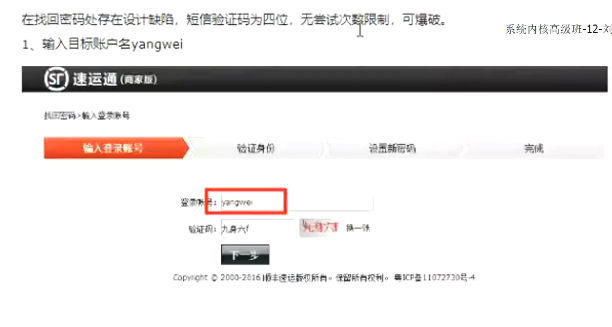 在找回密码处存在设计缺陷，短信验证码为四位，无尝试次数限制，可爆破。
系统内核高级班-12-刘
1、输入目标账户名yangwei
SF 速运通(商家版)
找回密码>输入登录账号
输入登录账号 验证身份 设置新密码 完成
登录账号：yangwei
验证码：九身六f 换一张
下一步
Copyright © 2000-2016 顺丰速运版权所有。保留所有权利。 粤ICP备11072730号-4